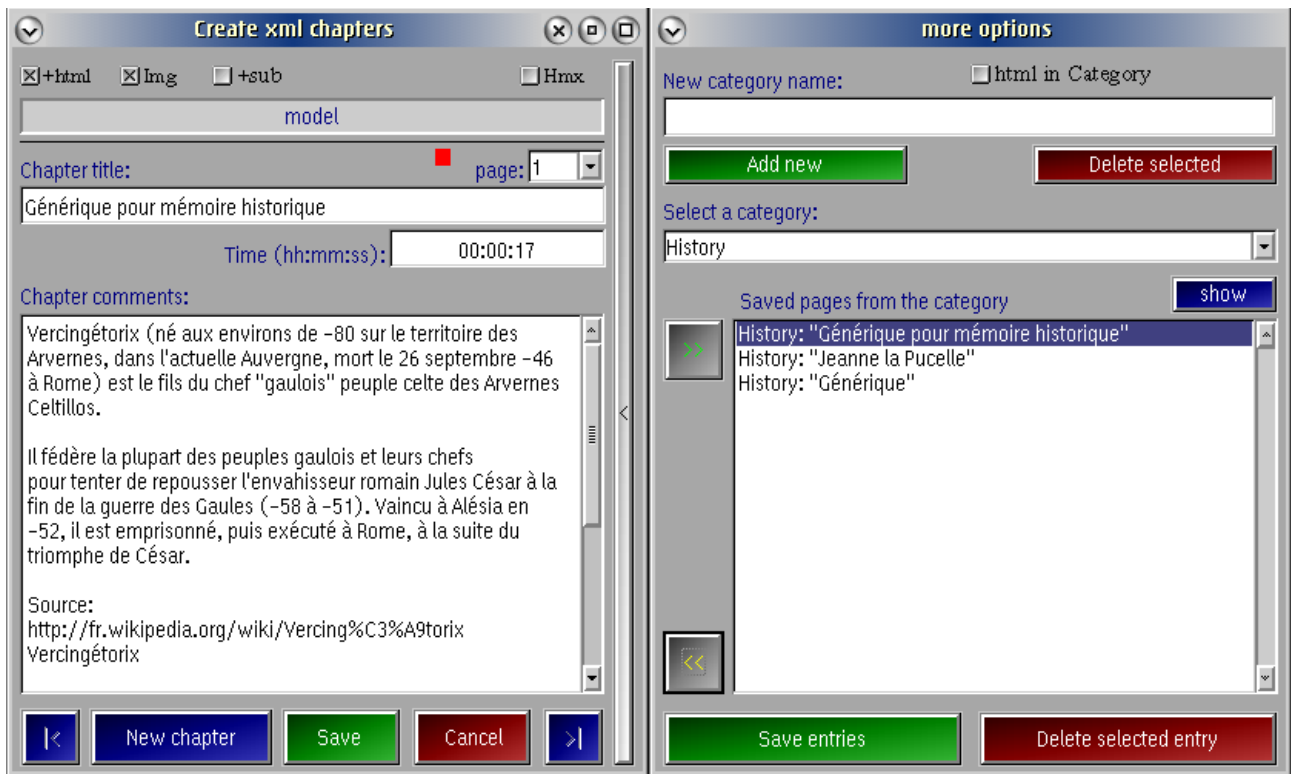 Create xml chapters
+html Img +sub Hmx
model
Chapter title: page: 1
Générique pour mémoire historique
Time (hh:mm:ss): 00:00:17
Chapter comments:
Vercingétorix (né aux environs de -80 sur le territoire des
Arvernes, dans l'actuelle Auvergne, mort le 26 septembre -46
à Rome) est le fils du chef "gaulois" peuple celte des Arvernes
Celtillos.
Il fédère la plupart des peuples gaulois et leurs chefs
pour tenter de repousser l'envahisseur romain Jules César à la
fin de la guerre des Gaules (-58 à -51). Vaincu à Alésia en
-52, il est emprisonné, puis exécuté à Rome, à la suite du
triomphe de César.
Source:
http://fr.wikipedia.org/wiki/Vercing%C3%A9torix
Vercingétorix
|< New chapter Save Cancel >|
<
more options
New category name: html in Category
Add new Delete selected
Select a category:
History
Saved pages from the category show
>>
History: "Générique pour mémoire historique"
History: "Jeanne la Pucelle"
History: "Générique"
<<
Save entries Delete selected entry